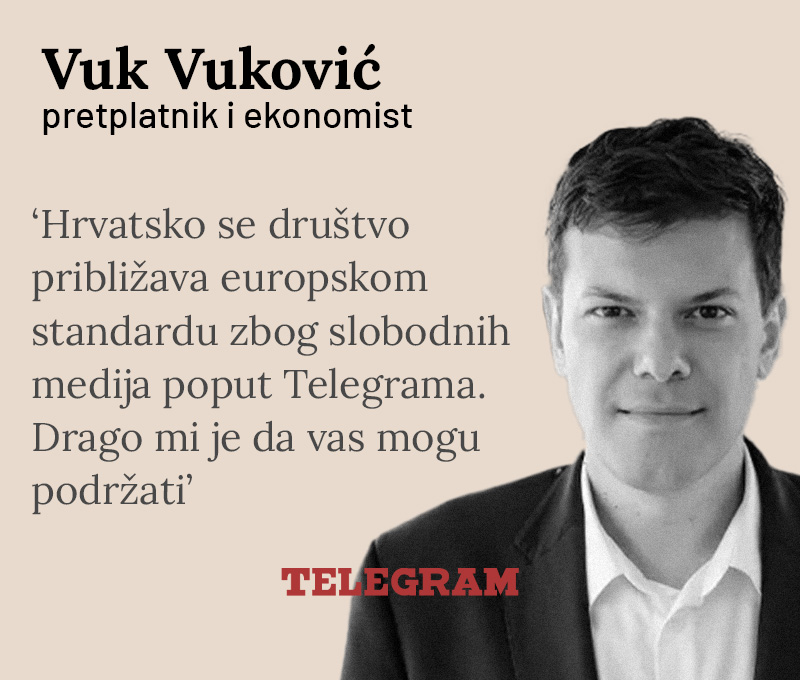 Vuk Vuković
pretplatnik i ekonomist
‘Hrvatsko se društvo
približava europskom
standardu zbog slobodnih
medija poput Telegrama.
Drago mi je da vas mogu
podržati’
TELEGRAM